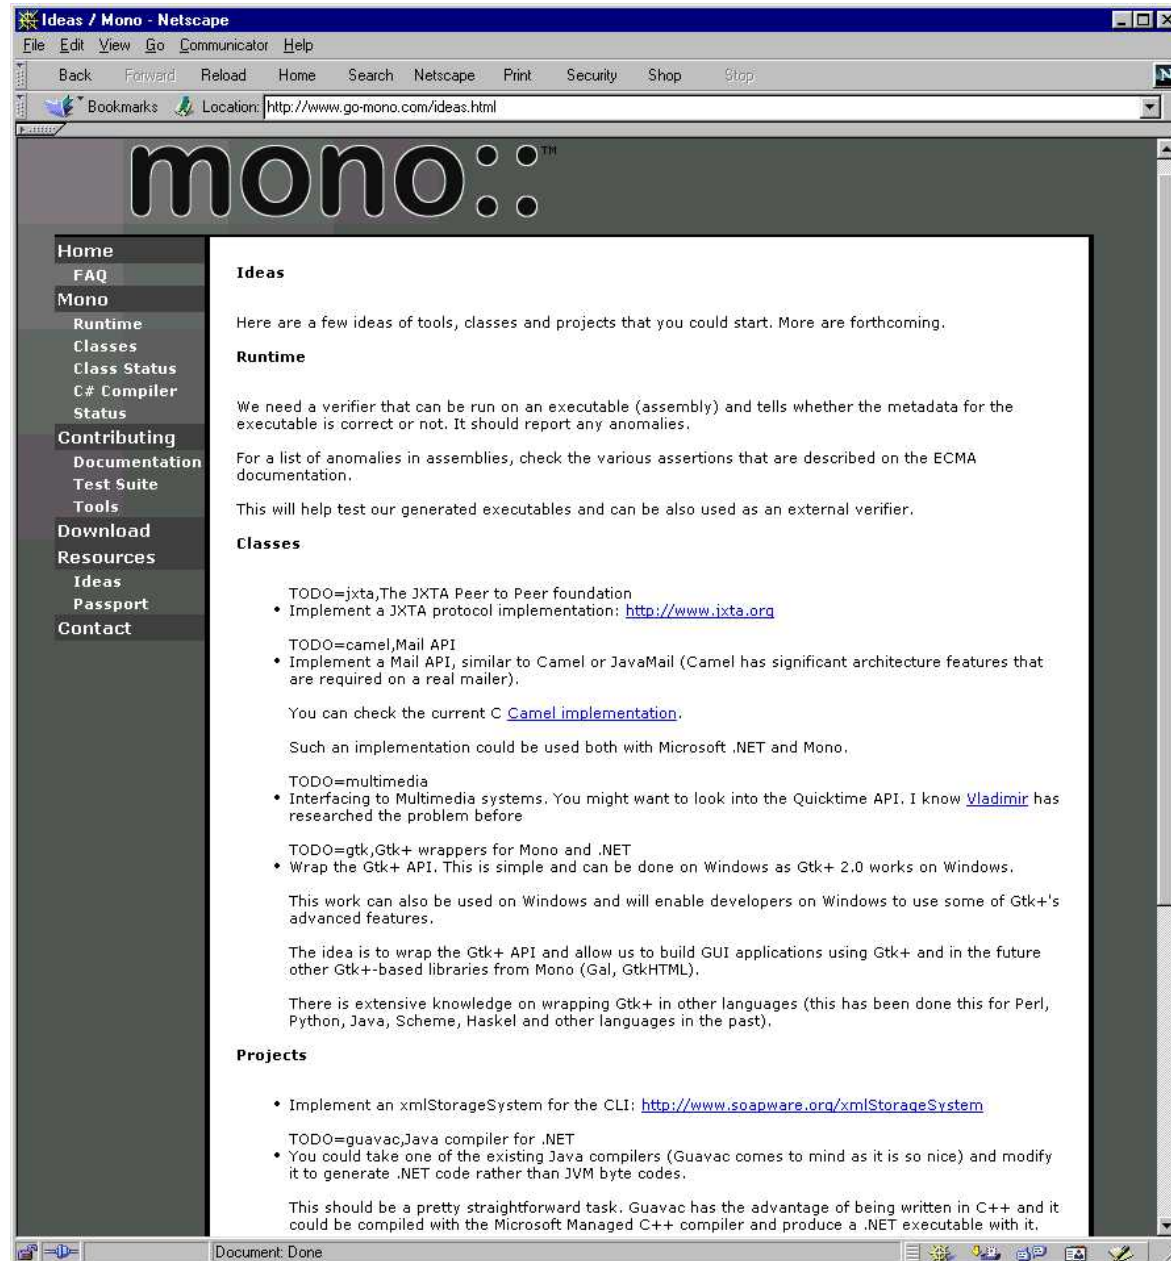 Ideas / Mono - Netscape
File Edit View Go Communicator Help
Back Forward Reload Home Search Netscape Print Security Shop Stop
N
Bookmarks Location: http://www.go-mono.com/ideas.html
mono::™
Home
FAQ
Mono
Runtime
Classes
Class Status
C# Compiler
Status
Contributing
Documentation
Test Suite
Tools
Download
Resources
Ideas
Passport
Contact
Ideas
Here are a few ideas of tools, classes and projects that you could start. More are forthcoming.
Runtime
We need a verifier that can be run on an executable (assembly) and tells whether the metadata for the
executable is correct or not. It should report any anomalies.
For a list of anomalies in assemblies, check the various assertions that are described on the ECMA
documentation.
This will help test our generated executables and can be also used as an external verifier.
Classes
TODO=jxta,The JXTA Peer to Peer foundation
• Implement a JXTA protocol implementation: http://www.jxta.org
TODO=camel,Mail API
• Implement a Mail API, similar to Camel or JavaMail (Camel has significant architecture features that
are required on a real mailer).
You can check the current C Camel implementation.
Such an implementation could be used both with Microsoft .NET and Mono.
TODO=multimedia
• Interfacing to Multimedia systems. You might want to look into the Quicktime API. I know Vladimir has
researched the problem before
TODO=gtk,Gtk+ wrappers for Mono and .NET
• Wrap the Gtk+ API. This is simple and can be done on Windows as Gtk+ 2.0 works on Windows.
This work can also be used on Windows and will enable developers on Windows to use some of Gtk+'s
advanced features.
The idea is to wrap the Gtk+ API and allow us to build GUI applications using Gtk+ and in the future
other Gtk+-based libraries from Mono (Gal, GtkHTML).
There is extensive knowledge on wrapping Gtk+ in other languages (this has been done this for Perl,
Python, Java, Scheme, Haskel and other languages in the past).
Projects
• Implement an xmlStorageSystem for the CLI: http://www.soapware.org/xmlStorageSystem
TODO=guavac,Java compiler for .NET
• You could take one of the existing Java compilers (Guavac comes to mind as it is so nice) and modify
it to generate .NET code rather than JVM byte codes.
This should be a pretty straightforward task. Guavac has the advantage of being written in C++ and it
could be compiled with the Microsoft Managed C++ compiler and produce a .NET executable with it.
Document: Done